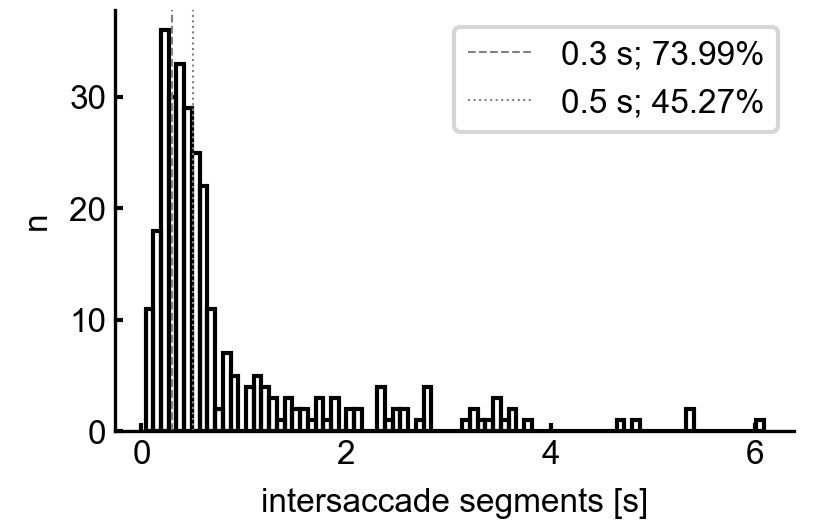 0.3 s; 73.99%
0.5 s; 45.27%
30
20
10
0
n
0 2 4 6
intersaccade segments [s]